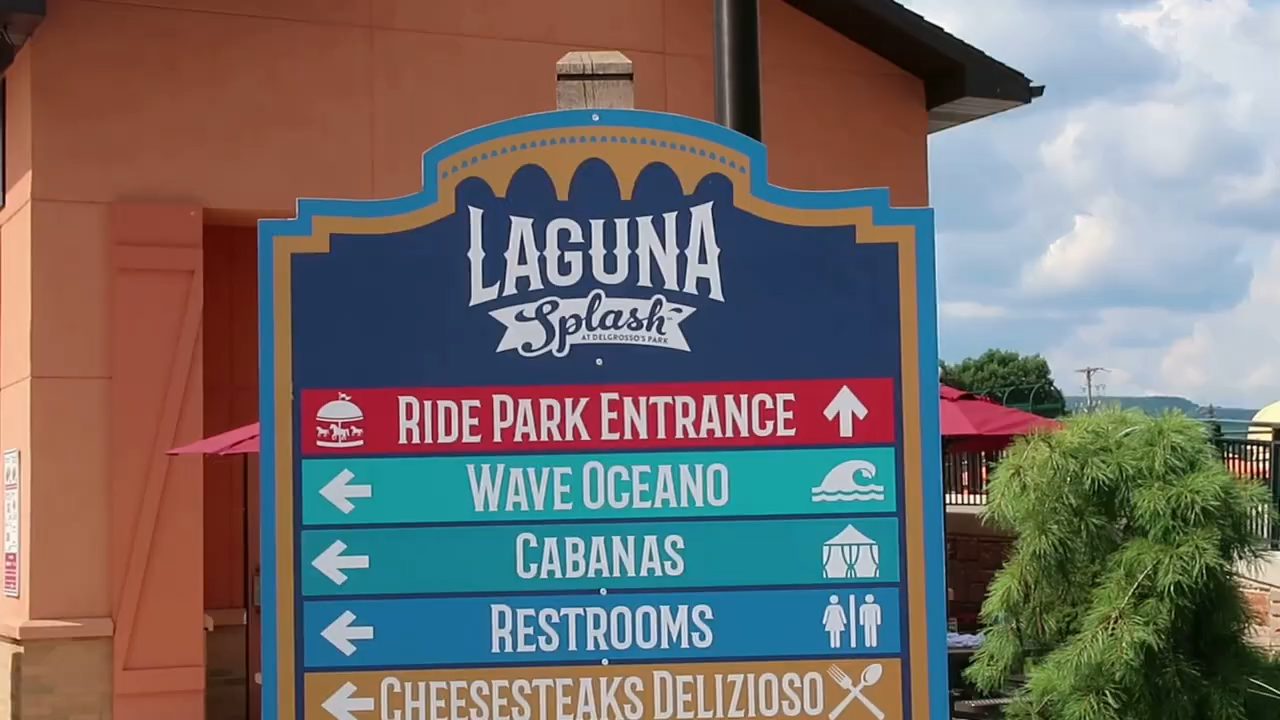 LAGUNA
Splash
AT DELGROSSO'S PARK
RIDE PARK ENTRANCE
WAVE OCEANO
CABANAS
RESTROOMS
CHEESESTEAKS DELIZIOSO